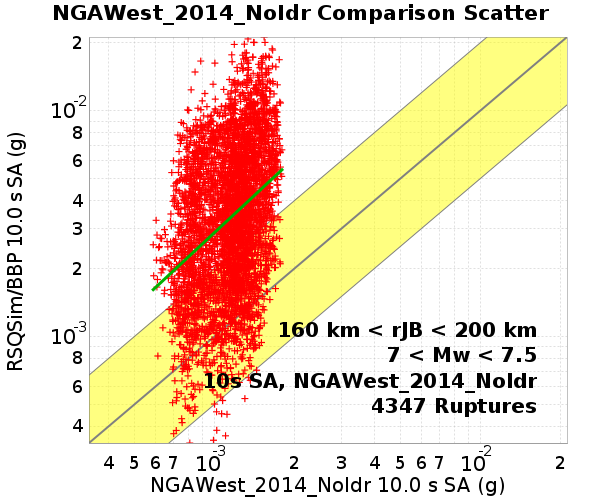 NGAWest_2014_NoIdr Comparison Scatter
2
10-2
8
6
4
3
2
10-3
8
6
4
RSQSim/BBP 10.0 s SA (g)
160 km < rJB < 200 km
7 < Mw < 7.5
10s SA, NGAWest_2014_NoIdr
4347 Ruptures
4 5 6 7 10-3 2 3 4 5 6 7 10-2 2
NGAWest_2014_NoIdr 10.0 s SA (g)